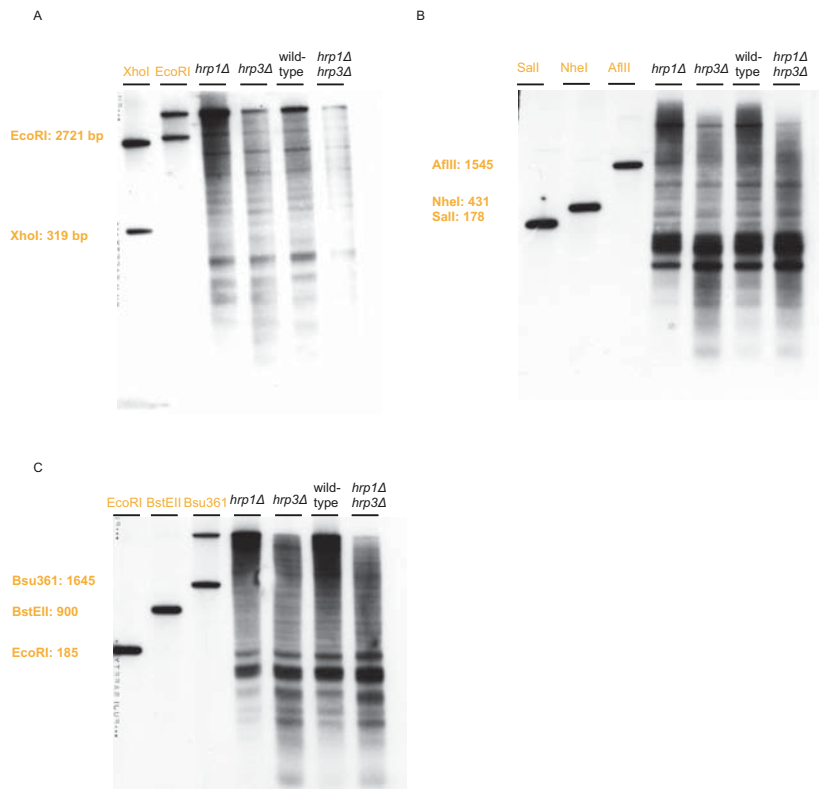 A
XhoI EcoRI hrp1Δ hrp3Δ wild-type hrp1Δ hrp3Δ
EcoRI: 2721 bp
XhoI: 319 bp
B
SalI NheI AflII hrp1Δ hrp3Δ wild-type hrp1Δ hrp3Δ
AflII: 1545
NheI: 431
SalI: 178
C
EcoRI BstEII Bsu361 hrp1Δ hrp3Δ wild-type hrp1Δ hrp3Δ
Bsu361: 1645
BstEII: 900
EcoRI: 185